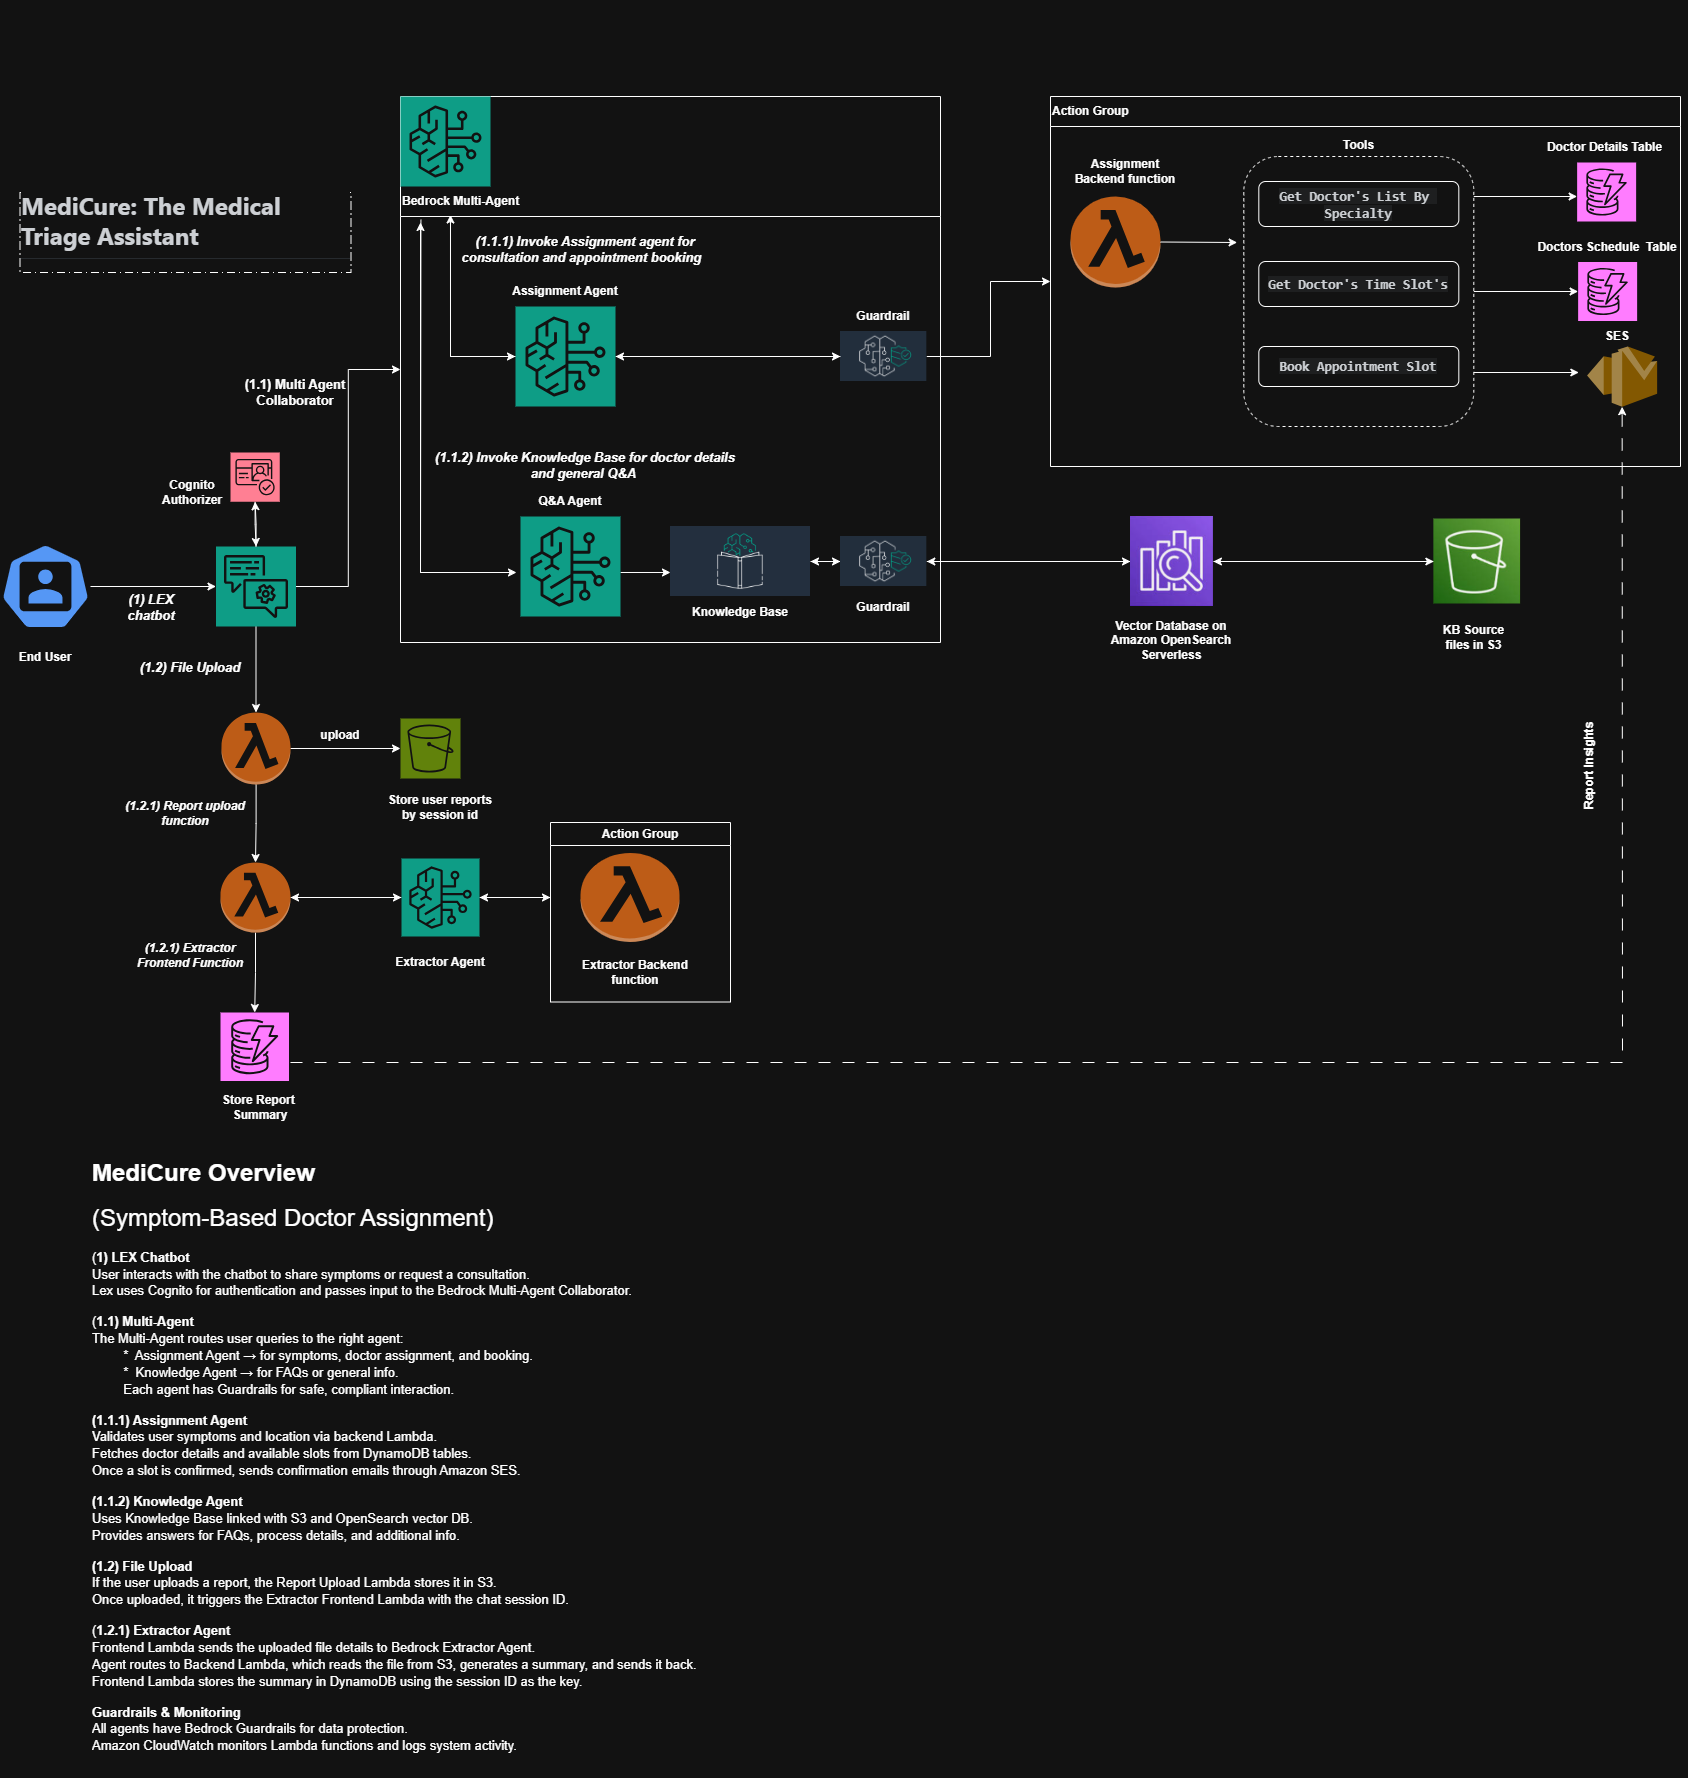 MediCure: The Medical
Triage Assistant
Bedrock Multi-Agent
(1.1.1) Invoke Assignment agent for
consultation and appointment booking
Assignment Agent
Guardrail
(1.1) Multi Agent
Collaborator
(1.1.2) Invoke Knowledge Base for doctor details
and general Q&A
Q&A Agent
Knowledge Base
Guardrail
Action Group
Assignment
Backend function
Tools
Get Doctor's List By
Specialty
Get Doctor's Time Slot's
Book Appointment Slot
Doctor Details Table
Doctors Schedule Table
SES
Cognito
Authorizer
(1) LEX
chatbot
End User
(1.2) File Upload
Vector Database on
Amazon OpenSearch
Serverless
KB Source
files in S3
upload
Store user reports
by session id
(1.2.1) Report upload
function
Action Group
Extractor Backend
function
Extractor Agent
(1.2.1) Extractor
Frontend Function
Store Report
Summary
Report Insights
MediCure Overview
(Symptom-Based Doctor Assignment)
(1) LEX Chatbot
User interacts with the chatbot to share symptoms or request a consultation.
Lex uses Cognito for authentication and passes input to the Bedrock Multi-Agent Collaborator.
(1.1) Multi-Agent
The Multi-Agent routes user queries to the right agent:
* Assignment Agent → for symptoms, doctor assignment, and booking.
* Knowledge Agent → for FAQs or general info.
Each agent has Guardrails for safe, compliant interaction.
(1.1.1) Assignment Agent
Validates user symptoms and location via backend Lambda.
Fetches doctor details and available slots from DynamoDB tables.
Once a slot is confirmed, sends confirmation emails through Amazon SES.
(1.1.2) Knowledge Agent
Uses Knowledge Base linked with S3 and OpenSearch vector DB.
Provides answers for FAQs, process details, and additional info.
(1.2) File Upload
If the user uploads a report, the Report Upload Lambda stores it in S3.
Once uploaded, it triggers the Extractor Frontend Lambda with the chat session ID.
(1.2.1) Extractor Agent
Frontend Lambda sends the uploaded file details to Bedrock Extractor Agent.
Agent routes to Backend Lambda, which reads the file from S3, generates a summary, and sends it back.
Frontend Lambda stores the summary in DynamoDB using the session ID as the key.
Guardrails & Monitoring
All agents have Bedrock Guardrails for data protection.
Amazon CloudWatch monitors Lambda functions and logs system activity.